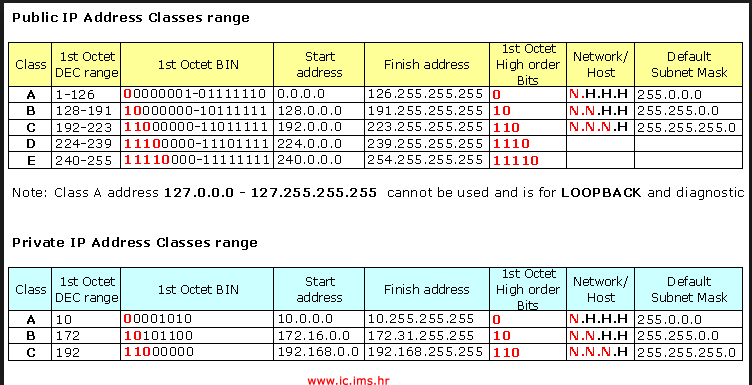 Public IP Address Classes range
Class 1st Octet DEC range 1st Octet BIN Start address Finish address 1st Octet High order Bits Network/ Host Default Subnet Mask
A 1-126 00000001-01111110 0.0.0.0 126.255.255.255 0 N.H.H.H 255.0.0.0
B 128-191 10000000-10111111 128.0.0.0 191.255.255.255 10 N.N.H.H 255.255.0.0
C 192-223 11000000-11011111 192.0.0.0 223.255.255.255 110 N.N.N.H 255.255.255.0
D 224-239 11100000-11101111 224.0.0.0 239.255.255.255 1110
E 240-255 11110000-11111111 240.0.0.0 254.255.255.255 11110
Note: Class A address 127.0.0.0 - 127.255.255.255 cannot be used and is for LOOPBACK and diagnostic
Private IP Address Classes range
Class 1st Octet DEC range 1st Octet BIN Start address Finish address 1st Octet High order Bits Network/ Host Default Subnet Mask
A 10 00001010 10.0.0.0 10.255.255.255 0 N.H.H.H 255.0.0.0
B 172 10101100 172.16.0.0 172.31.255.255 10 N.N.H.H 255.255.0.0
C 192 11000000 192.168.0.0 192.168.255.255 110 N.N.N.H 255.255.255.0
www.ic.ims.hr